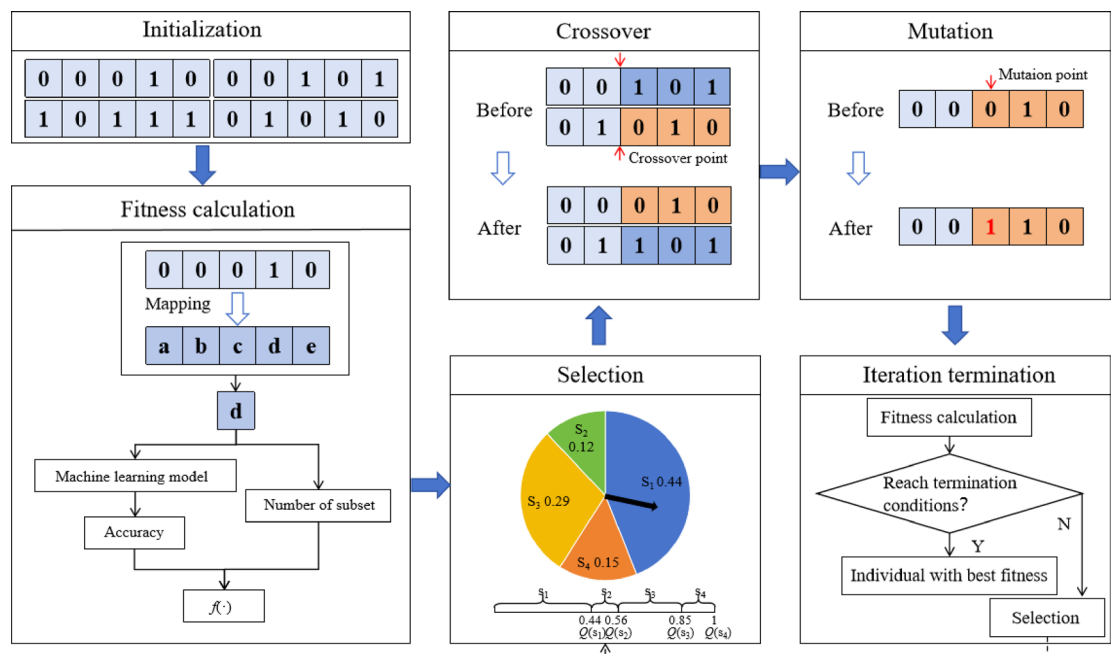 Initialization
0 0 0 1 0 0 0 1 0 1
1 0 1 1 1 0 1 0 1 0
Fitness calculation
0 0 0 1 0
Mapping
a b c d e
d
Machine learning model
Number of subset
Accuracy
f(·)
Crossover
0 0 1 0 1
Before
0 1 0 1 0
Crossover point
0 0 0 1 0
After
0 1 1 0 1
Selection
S2
0.12
S1 0.44
S3 0.29
S4 0.15
s1 s2 s3 s4
0.44 0.56 0.85 1
Q(s1) Q(s2) Q(s3) Q(s4)
Mutation
Mutaion point
Before
0 0 0 1 0
After
0 0 1 1 0
Iteration termination
Fitness calculation
Reach termination
conditions?
N
Y
Individual with best fitness
Selection